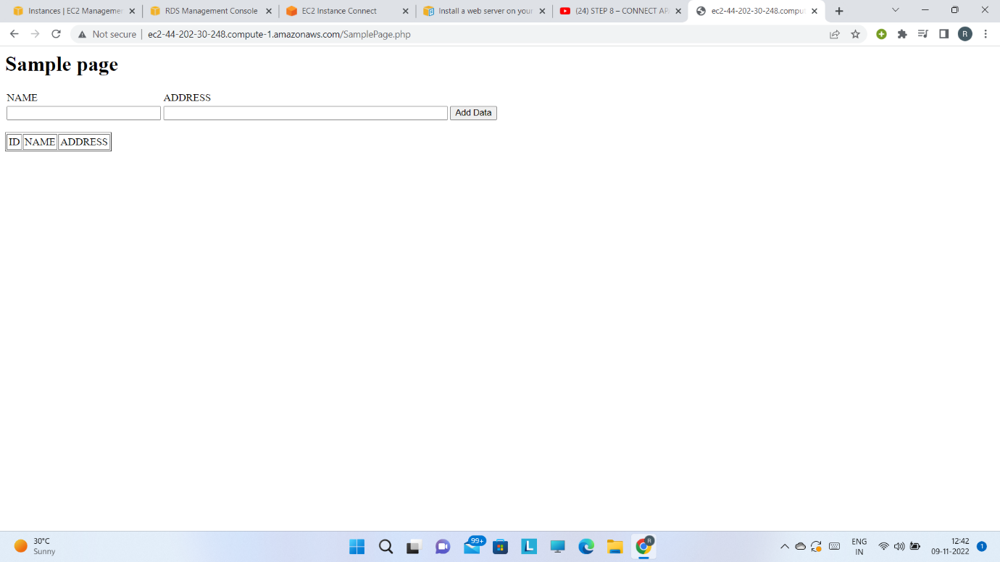 Instances | EC2 Managemen
RDS Management Console
EC2 Instance Connect
Install a web server on your
(24) STEP 8 – CONNECT AP
ec2-44-202-30-248.comput
Not secure
ec2-44-202-30-248.compute-1.amazonaws.com/SamplePage.php
R
Sample page
NAME ADDRESS
Add Data
ID NAME ADDRESS
30°C
Sunny
99+
L
R
ENG
IN
12:42
09-11-2022
1